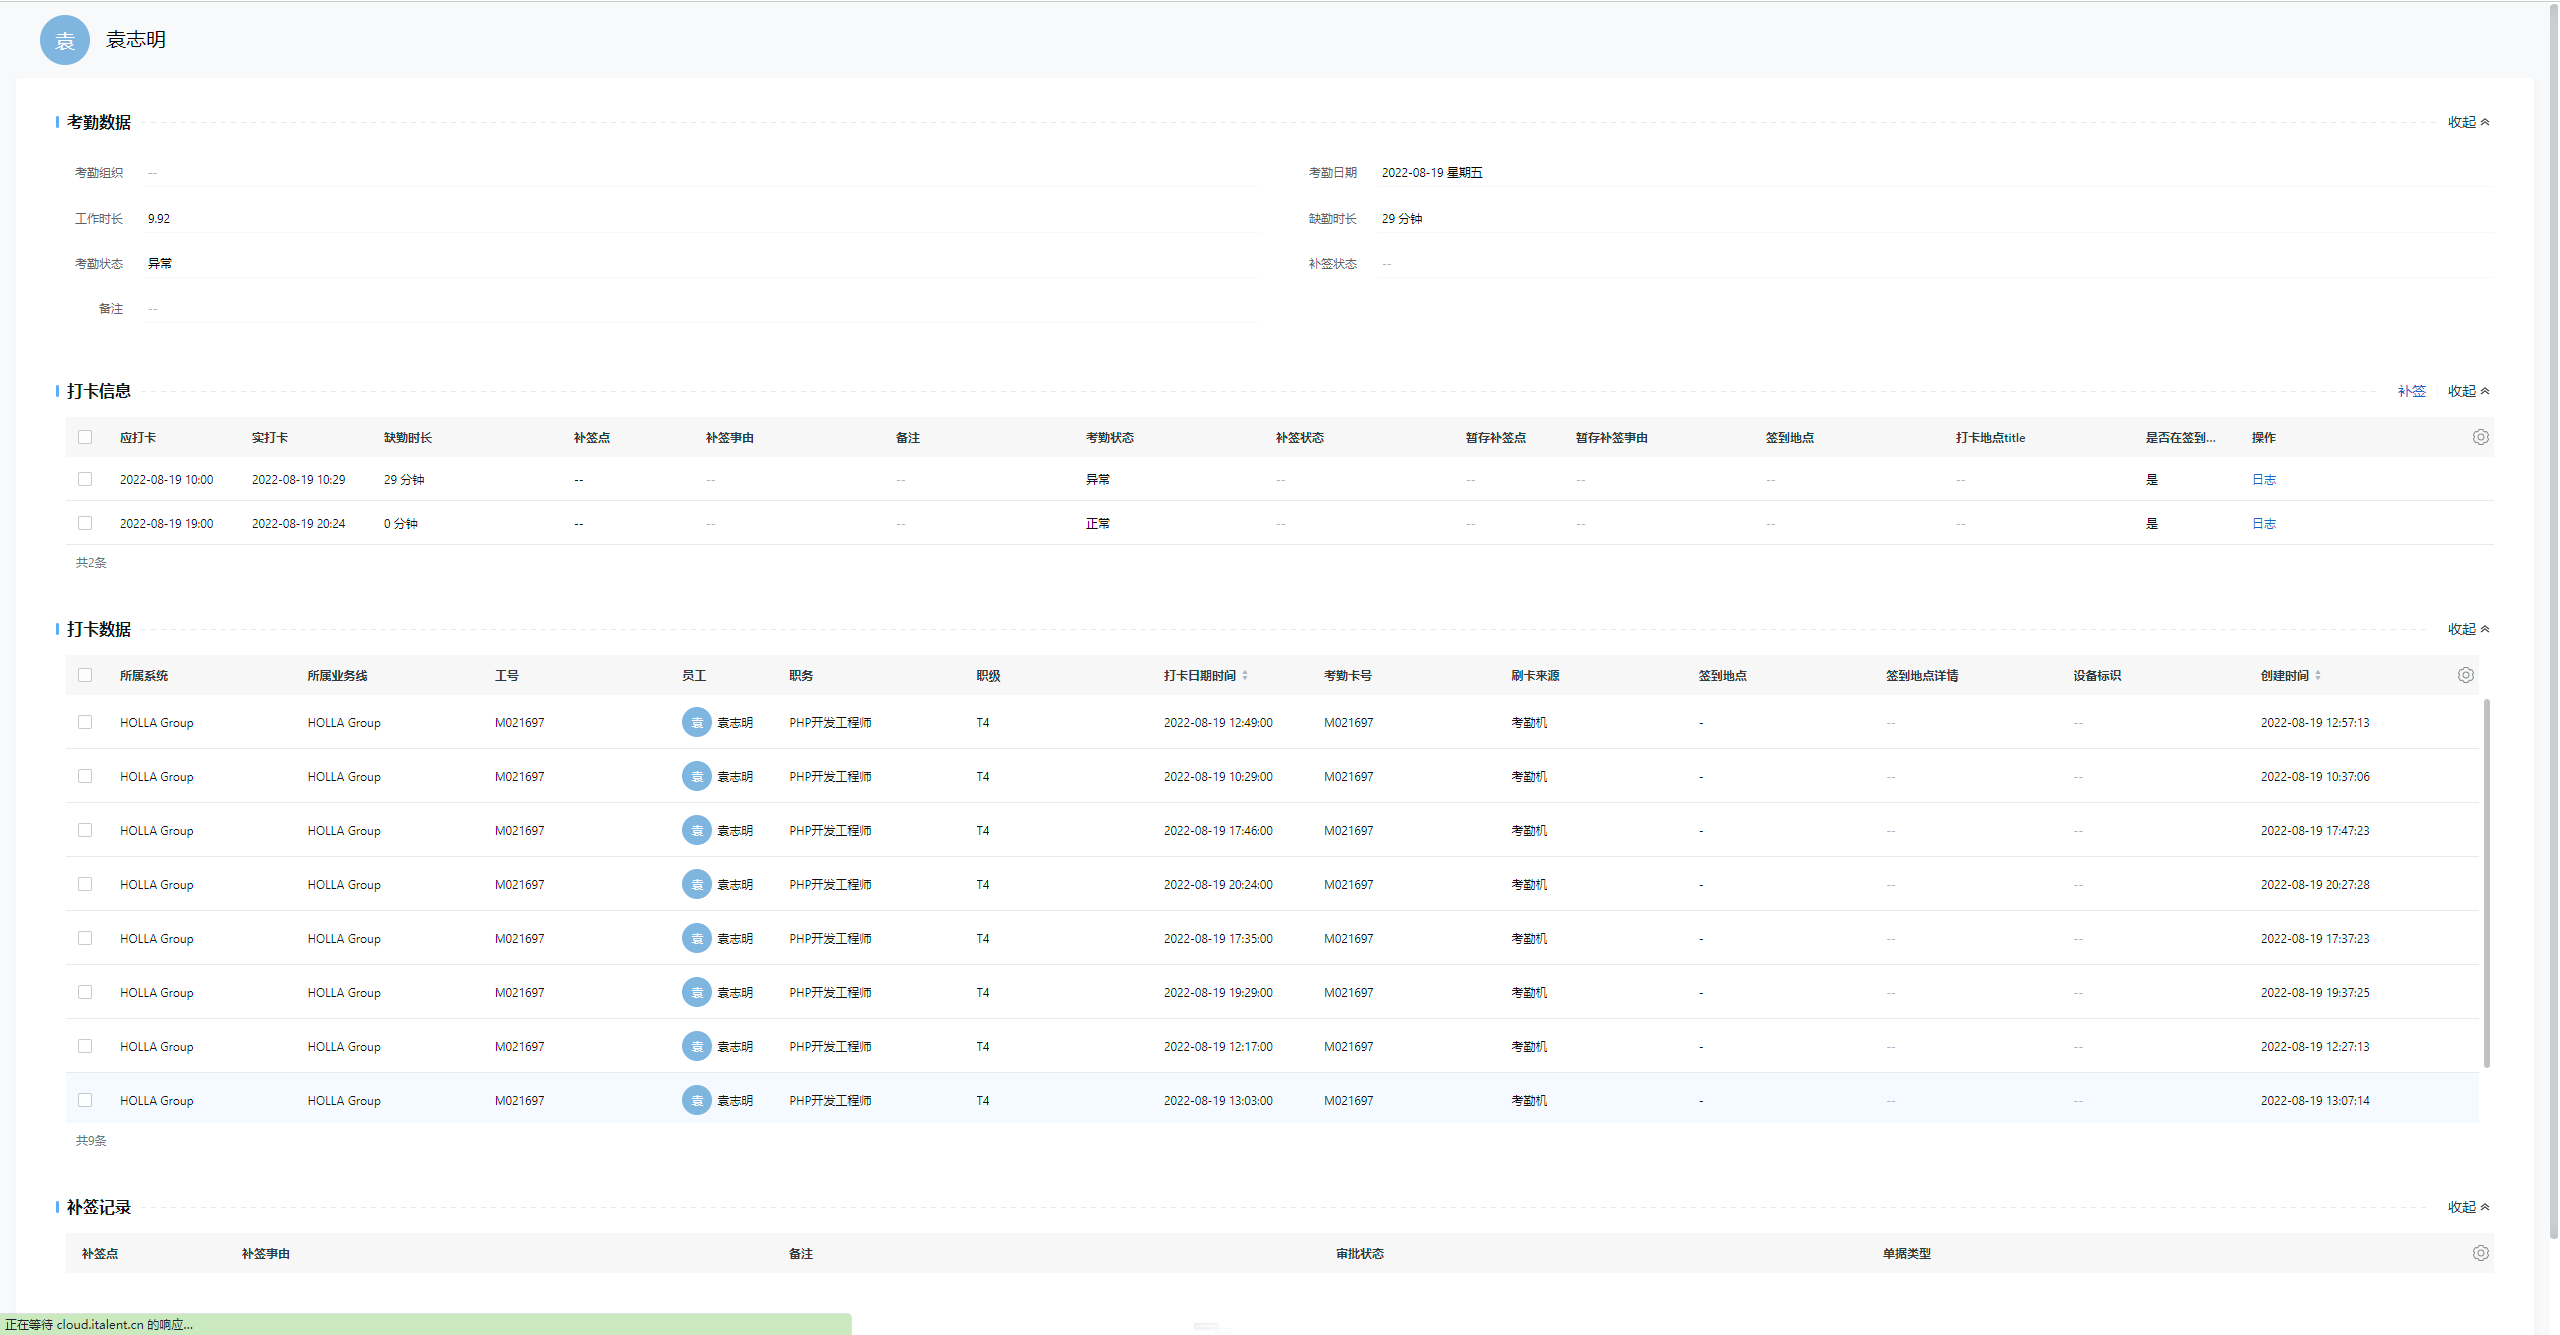 袁 袁志明
考勤数据 收起
考勤组织 -- 考勤日期 2022-08-19 星期五
工作时长 9.92 缺勤时长 29 分钟
考勤状态 异常 补签状态 --
备注 --
打卡信息 补签 收起
应打卡 实打卡 缺勤时长 补签点 补签事由 备注 考勤状态 补签状态 暂存补签点 暂存补签事由 签到地点 打卡地点title 是否在签到... 操作
2022-08-19 10:00 2022-08-19 10:29 29 分钟 -- -- -- 异常 -- -- -- -- -- 是 日志
2022-08-19 19:00 2022-08-19 20:24 0 分钟 -- -- -- 正常 -- -- -- -- -- 是 日志
共2条
打卡数据 收起
所属系统 所属业务线 工号 员工 职务 职级 打卡日期时间 考勤卡号 刷卡来源 签到地点 签到地点详情 设备标识 创建时间
HOLLA Group HOLLA Group M021697 袁 袁志明 PHP开发工程师 T4 2022-08-19 12:49:00 M021697 考勤机 - -- -- 2022-08-19 12:57:13
HOLLA Group HOLLA Group M021697 袁 袁志明 PHP开发工程师 T4 2022-08-19 10:29:00 M021697 考勤机 - -- -- 2022-08-19 10:37:06
HOLLA Group HOLLA Group M021697 袁 袁志明 PHP开发工程师 T4 2022-08-19 17:46:00 M021697 考勤机 - -- -- 2022-08-19 17:47:23
HOLLA Group HOLLA Group M021697 袁 袁志明 PHP开发工程师 T4 2022-08-19 20:24:00 M021697 考勤机 - -- -- 2022-08-19 20:27:28
HOLLA Group HOLLA Group M021697 袁 袁志明 PHP开发工程师 T4 2022-08-19 17:35:00 M021697 考勤机 - -- -- 2022-08-19 17:37:23
HOLLA Group HOLLA Group M021697 袁 袁志明 PHP开发工程师 T4 2022-08-19 19:29:00 M021697 考勤机 - -- -- 2022-08-19 19:37:25
HOLLA Group HOLLA Group M021697 袁 袁志明 PHP开发工程师 T4 2022-08-19 12:17:00 M021697 考勤机 - -- -- 2022-08-19 12:27:13
HOLLA Group HOLLA Group M021697 袁 袁志明 PHP开发工程师 T4 2022-08-19 13:03:00 M021697 考勤机 - -- -- 2022-08-19 13:07:14
共9条
补签记录 收起
补签点 补签事由 备注 审批状态 单据类型
正在等待 cloud.italent.cn 的响应...